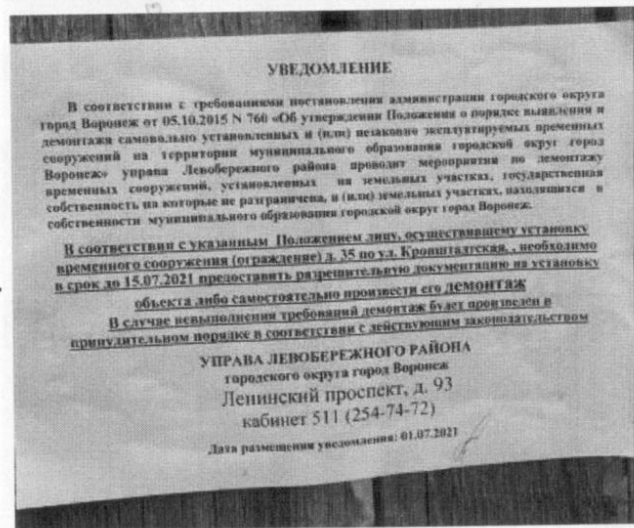 УВЕДОМЛЕНИЕ
В соответствии с требованиями постановления администрации городского округа
город Воронеж от 05.10.2015 N 760 «Об утверждении Положения о порядке выявления и
демонтажа самовольно установленных и (или) незаконно эксплуатируемых временных
сооружений на территории муниципального образования городской округ город
Воронеж» управа Левобережного района проводит мероприятия по демонтажу
временных сооружений, установленных на земельных участках, государственная
собственность на которые не разграничена, и (или) земельных участках, находящихся в
собственности муниципального образования городской округ город Воронеж.
В соответствии с указанным Положением лицу, осуществившему установку
временного сооружения (ограждение) д. 35 по ул. Кронштадтская, , необходимо
в срок до 15.07.2021 предоставить разрешительную документацию на установку
объекта либо самостоятельно произвести его демонтаж
В случае невыполнения требований демонтаж будет произведен в
принудительном порядке в соответствии с действующим законодательством
УПРАВА ЛЕВОБЕРЕЖНОГО РАЙОНА
городского округа город Воронеж
Ленинский проспект, д. 93
кабинет 511 (254-74-72)
Дата размещения уведомления: 01.07.2021